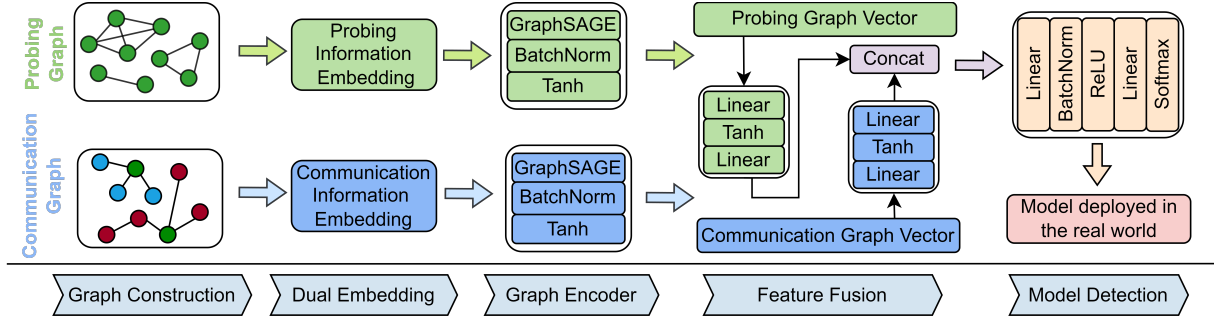 Probing
Graph
Probing
Information
Embedding
GraphSAGE
BatchNorm
Tanh
Probing Graph Vector
Linear
Tanh
Linear
Concat
Linear
BatchNorm
ReLU
Linear
Softmax
Communication
Graph
Communication
Information
Embedding
GraphSAGE
BatchNorm
Tanh
Linear
Tanh
Linear
Communication Graph Vector
Model deployed in
the real world
Graph Construction
Dual Embedding
Graph Encoder
Feature Fusion
Model Detection